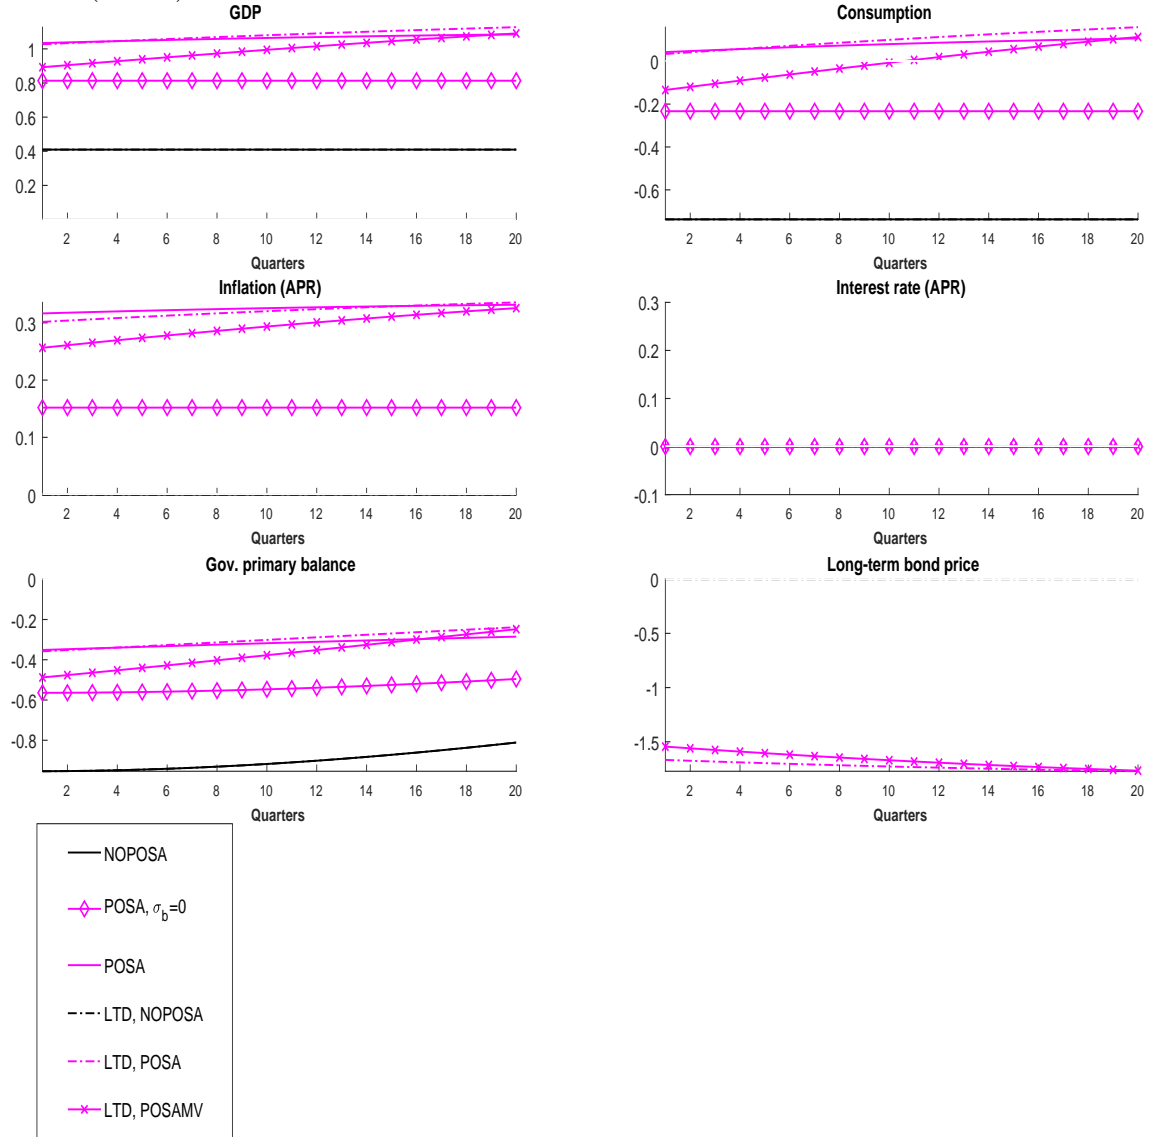 GDP
Consumption
1
0.8
0.6
0.4
0.2
2 4 6 8 10 12 14 16 18 20
Quarters
0
-0.2
-0.4
-0.6
2 4 6 8 10 12 14 16 18 20
Quarters
Inflation (APR)
Interest rate (APR)
0.3
0.2
0.1
0
2 4 6 8 10 12 14 16 18 20
Quarters
0.3
0.2
0.1
0
-0.1
2 4 6 8 10 12 14 16 18 20
Quarters
Gov. primary balance
Long-term bond price
0
-0.2
-0.4
-0.6
-0.8
2 4 6 8 10 12 14 16 18 20
Quarters
0
-0.5
-1
-1.5
2 4 6 8 10 12 14 16 18 20
Quarters
NOPOSA
POSA, σb=0
POSA
LTD, NOPOSA
LTD, POSA
LTD, POSAMV